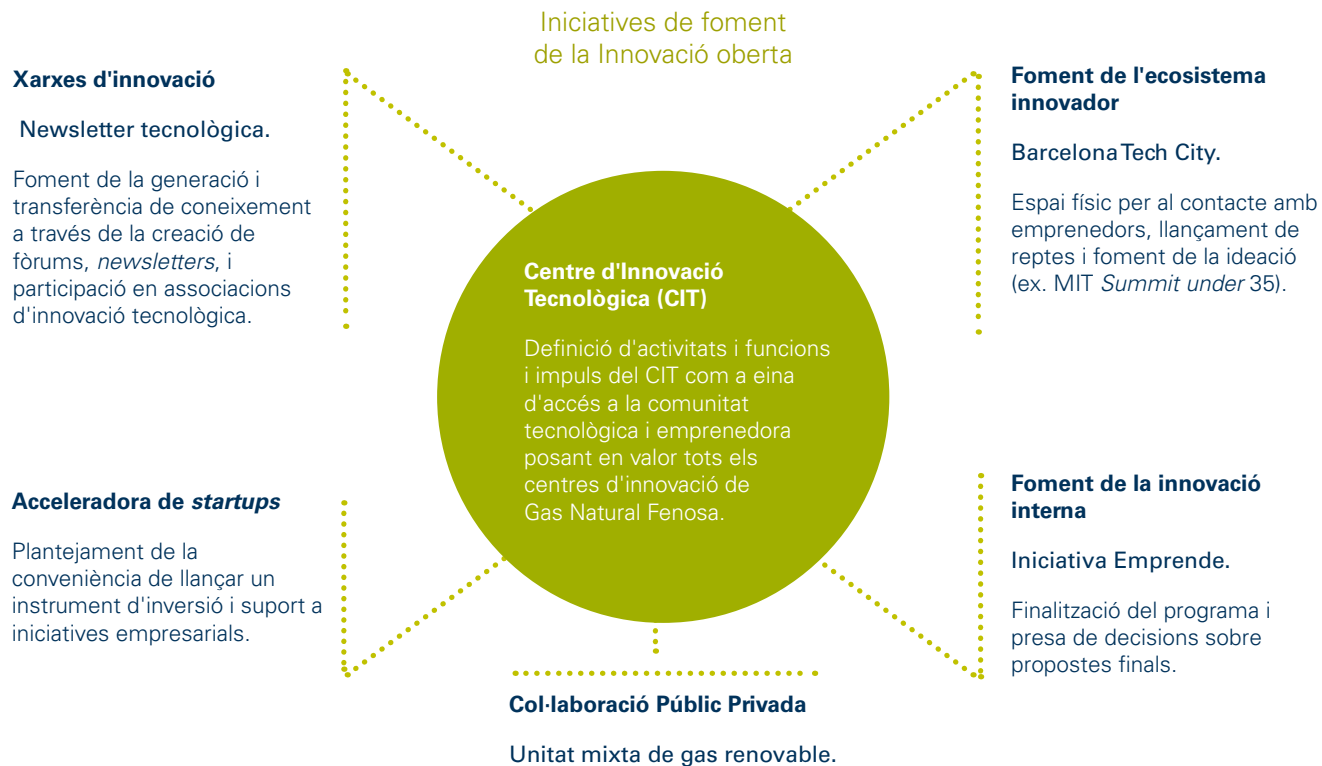 Iniciatives de foment
de la Innovació oberta
Xarxes d'innovació
Newsletter tecnològica.
Foment de la generació i
transferència de coneixement
a través de la creació de
fòrums, newsletters, i
participació en associacions
d'innovació tecnològica.
Foment de l'ecosistema
innovador
Barcelona Tech City.
Espai físic per al contacte amb
emprenedors, llançament de
reptes i foment de la ideació
(ex. MIT Summit under 35).
Centre d'Innovació
Tecnològica (CIT)
Definició d'activitats i funcions
i impuls del CIT com a eina
d'accés a la comunitat
tecnològica i emprenedora
posant en valor tots els
centres d'innovació de
Gas Natural Fenosa.
Acceleradora de startups
Plantejament de la
conveniència de llançar un
instrument d'inversió i suport a
iniciatives empresarials.
Foment de la innovació
interna
Iniciativa Emprende.
Finalització del programa i
presa de decisions sobre
propostes finals.
Col·laboració Públic Privada
Unitat mixta de gas renovable.